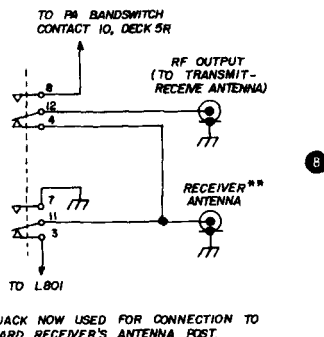 TO PA BANDSWITCH
CONTACT 10, DECK 5R
RF OUTPUT
(TO TRANSMIT-
RECEIVE ANTENNA)
8
12
4
8
RECEIVER**
ANTENNA
7
11
3
TO L801
JACK NOW USED FOR CONNECTION TO
ARD RECEIVER'S ANTENNA POST.